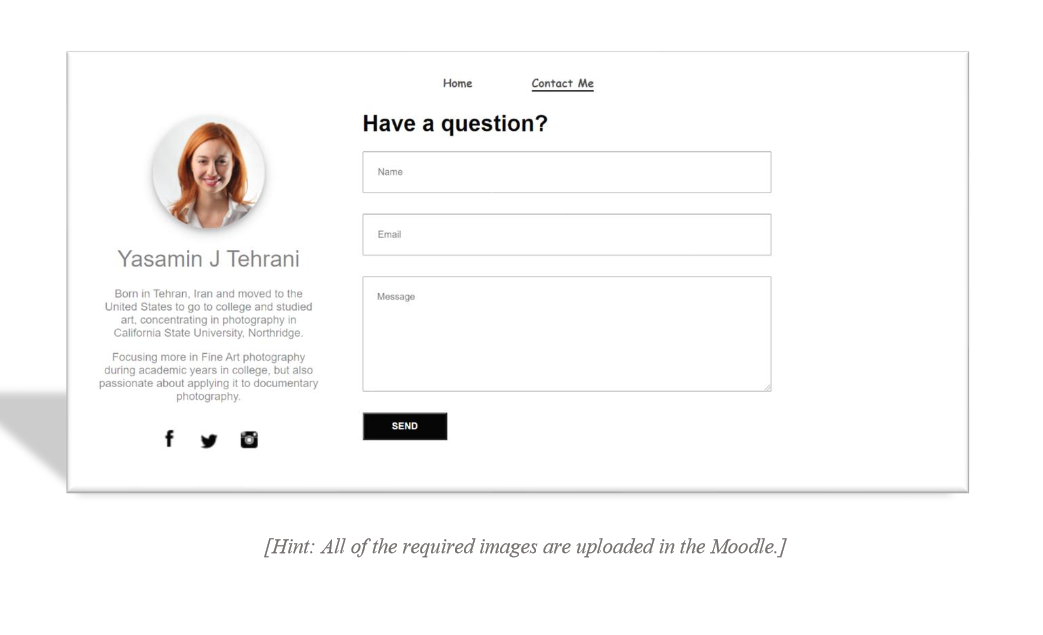 Home
Contact Me
Have a question?
Name
Email
Message
SEND
Yasamin J Tehrani
Born in Tehran, Iran and moved to the
United States to go to college and studied
art, concentrating in photography in
California State University, Northridge.
Focusing more in Fine Art photography
during academic years in college, but also
passionate about applying it to documentary
photography.
[Hint: All of the required images are uploaded in the Moodle.]